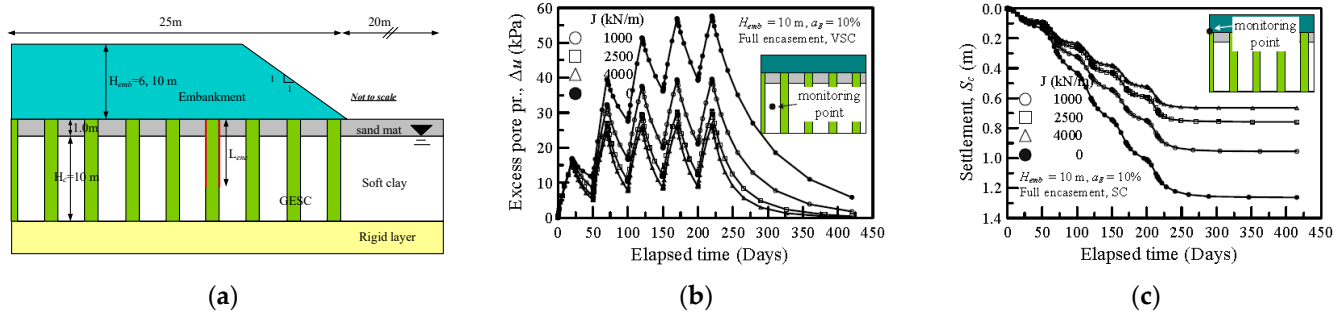 25m
20m
H_emb=6, 10 m
1
1
Embankment
Not to scale
1.0m
sand mat
L_enc
H_c=10 m
Soft clay
GESC
Rigid layer
(a)
Excess pore pr., Δu (kPa)
60
50
40
30
20
10
0
J (kN/m)
1000
2500
4000
0
H_emb = 10 m, a_E = 10%
Full encasement, VSC
monitoring
point
0 50 100 150 200 250 300 350 400 450
Elapsed time (Days)
(b)
Settlement, S_c (m)
0.0
0.2
0.4
0.6
0.8
1.0
1.2
1.4
monitoring
point
J (kN/m)
1000
2500
4000
0
H_emb = 10 m, a_E = 10%
Full encasement, SC
0 50 100 150 200 250 300 350 400 450
Elapsed time (Days)
(c)